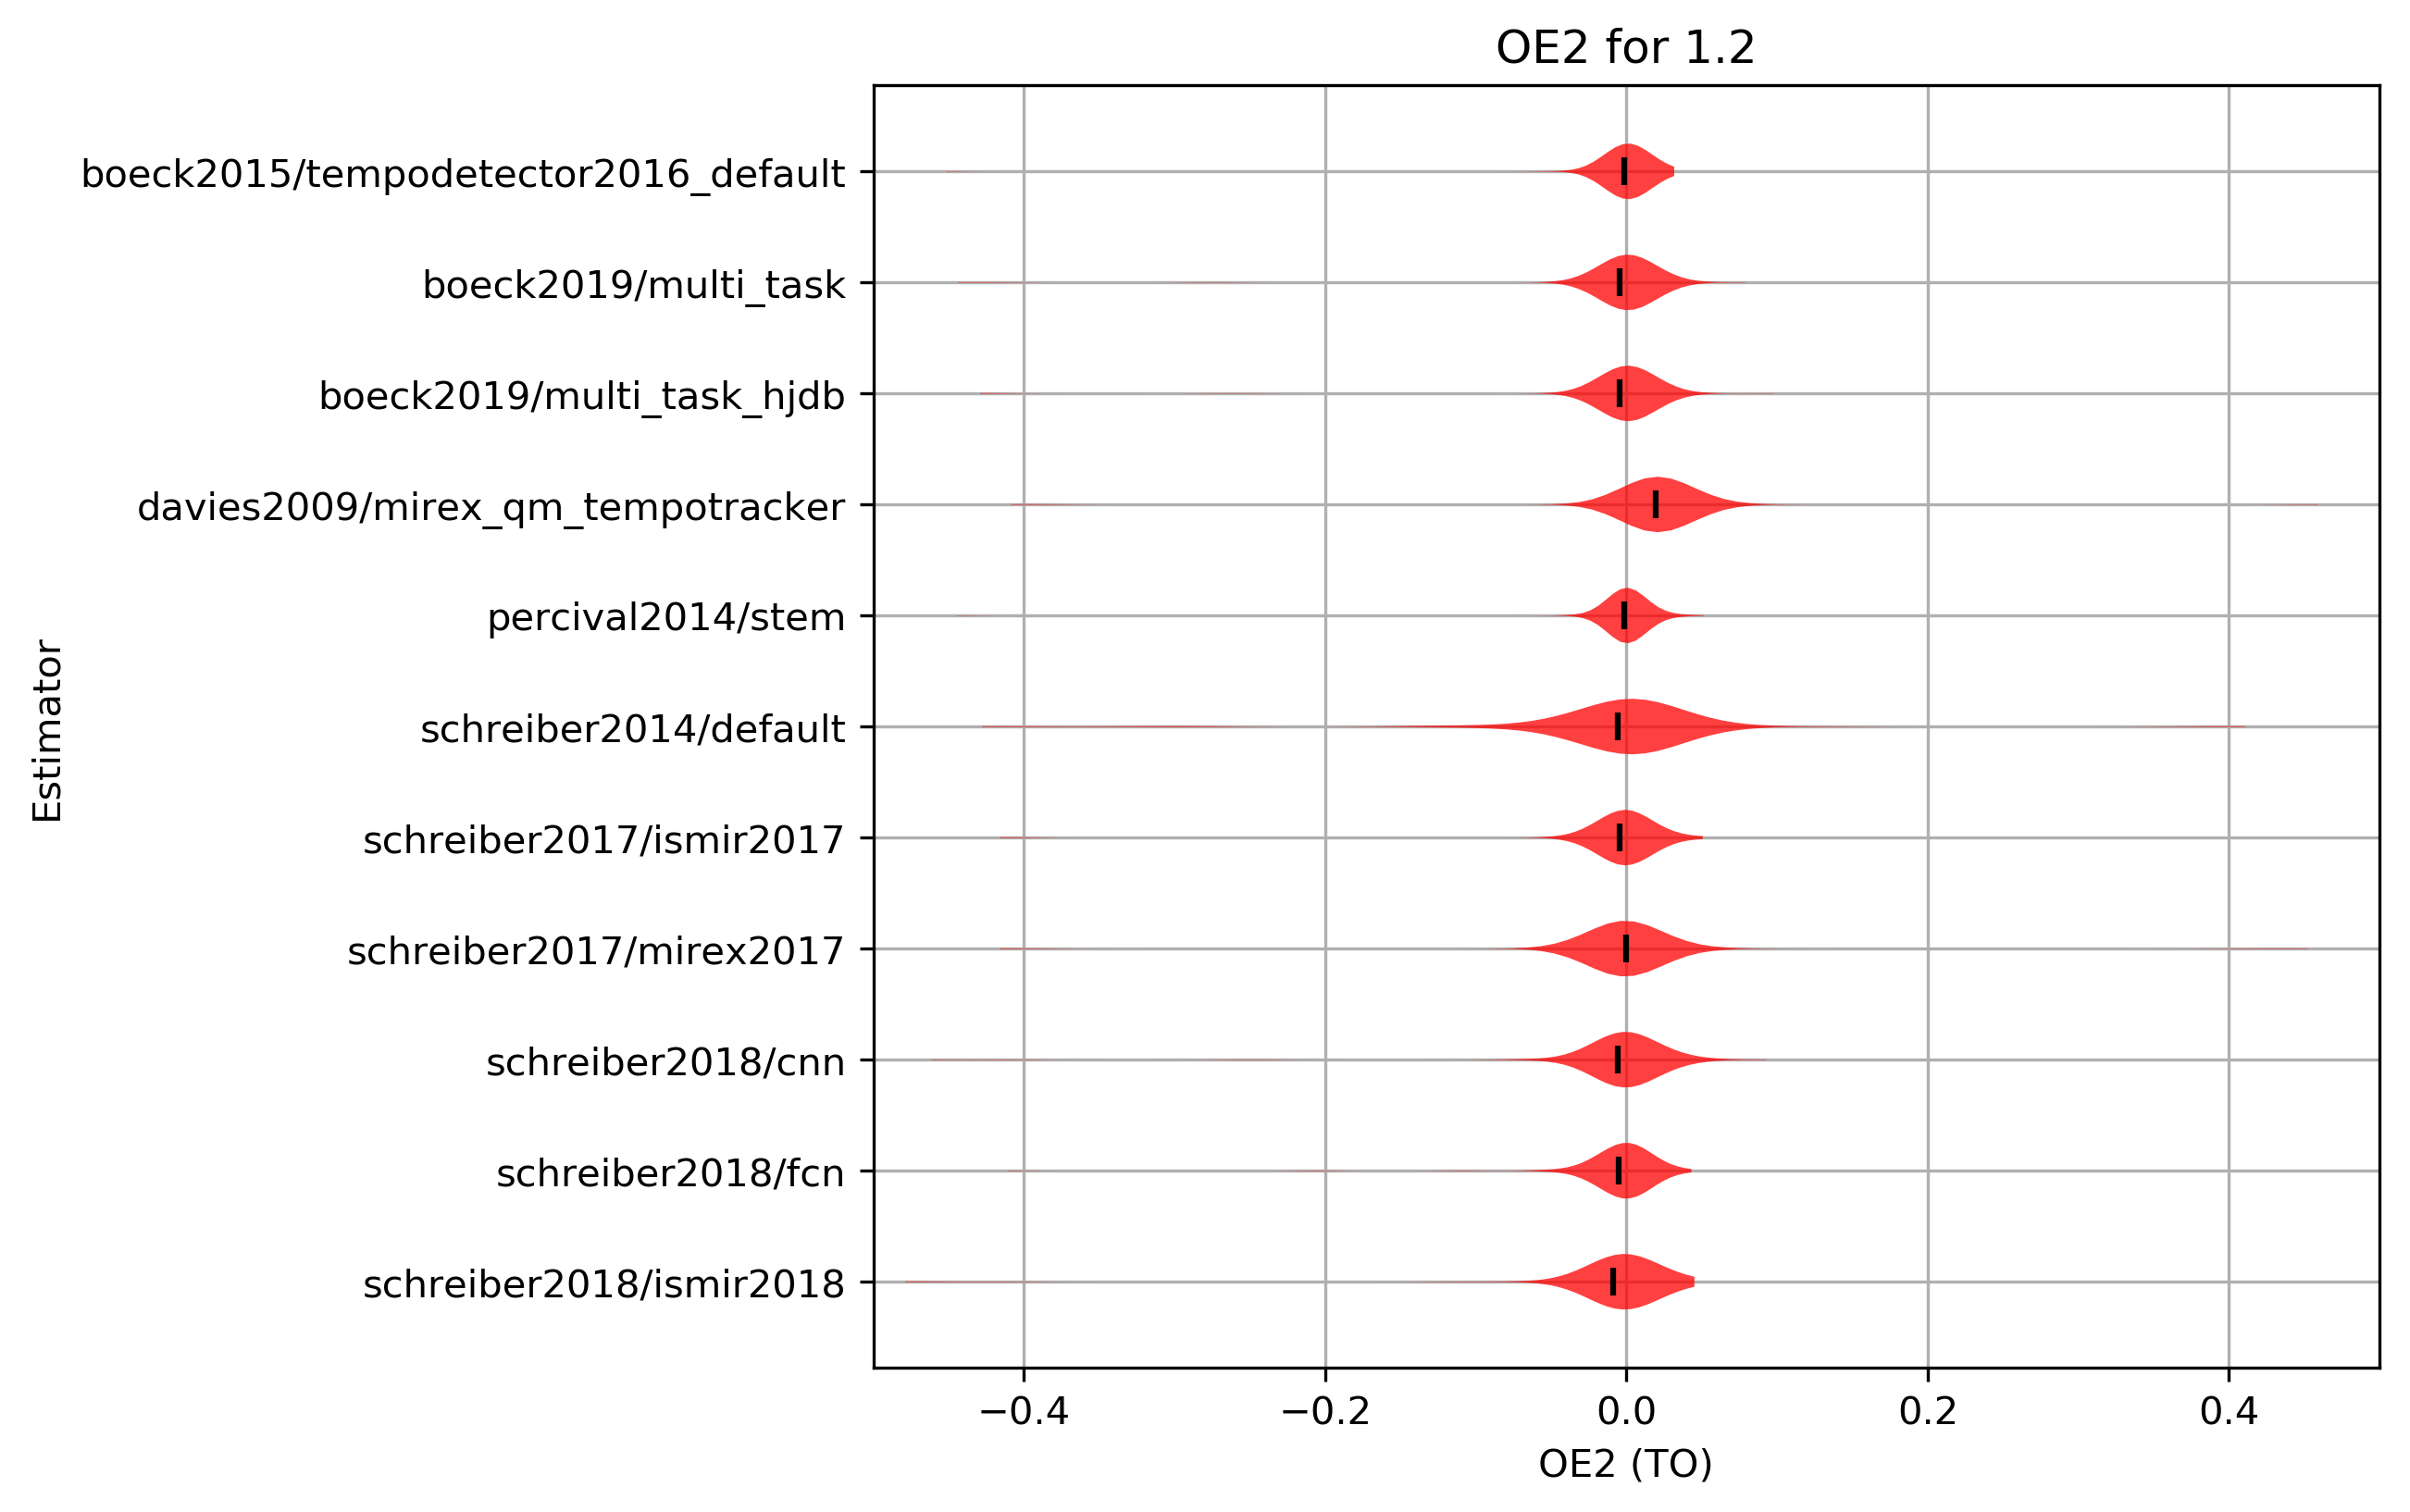 OE2 for 1.2
boeck2015/tempodetector2016_default
boeck2019/multi_task
boeck2019/multi_task_hjdb
davies2009/mirex_qm_tempotracker
percival2014/stem
schreiber2014/default
schreiber2017/ismir2017
schreiber2017/mirex2017
schreiber2018/cnn
schreiber2018/fcn
schreiber2018/ismir2018
Estimator
−0.4 −0.2 0.0 0.2 0.4
OE2 (TO)